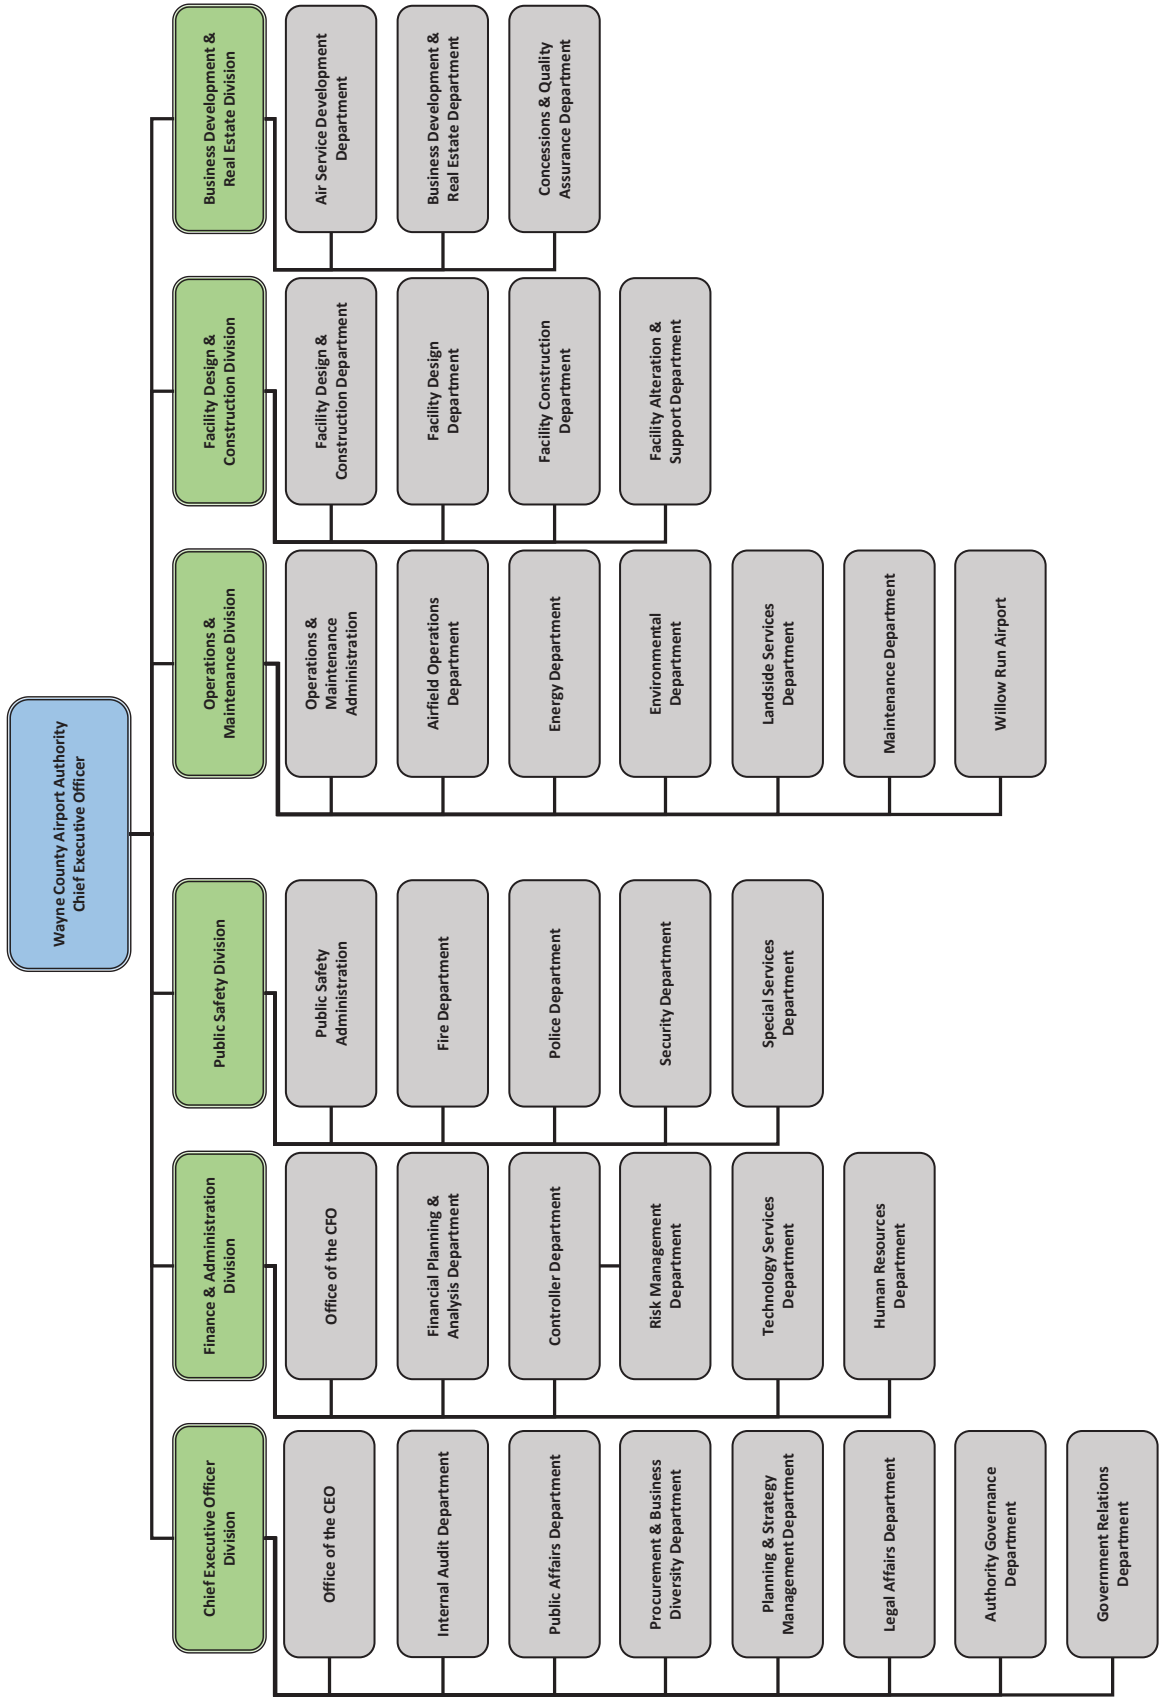 Wayne County Airport Authority
Chief Executive Officer
Chief Executive Officer
Division
Office of the CEO
Internal Audit Department
Public Affairs Department
Procurement & Business
Diversity Department
Planning & Strategy
Management Department
Legal Affairs Department
Authority Governance
Department
Government Relations
Department
Finance & Administration
Division
Office of the CFO
Financial Planning &
Analysis Department
Controller Department
Risk Management
Department
Technology Services
Department
Human Resources
Department
Public Safety Division
Public Safety
Administration
Fire Department
Police Department
Security Department
Special Services
Department
Operations &
Maintenance Division
Operations &
Maintenance
Administration
Airfield Operations
Department
Energy Department
Environmental
Department
Landside Services
Department
Maintenance Department
Willow Run Airport
Facility Design &
Construction Division
Facility Design &
Construction Department
Facility Design
Department
Facility Construction
Department
Facility Alteration &
Support Department
Business Development &
Real Estate Division
Air Service Development
Department
Business Development &
Real Estate Department
Concessions & Quality
Assurance Department